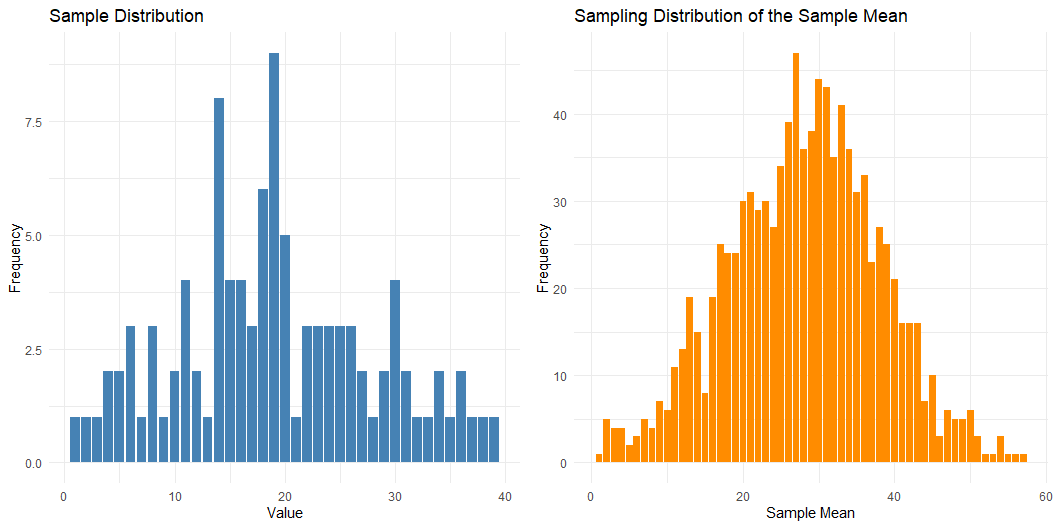 Sample Distribution
Frequency
7.5
5.0
2.5
0.0
0 10 20 30 40
Value
Sampling Distribution of the Sample Mean
Frequency
40
30
20
10
0
0 20 40 60
Sample Mean